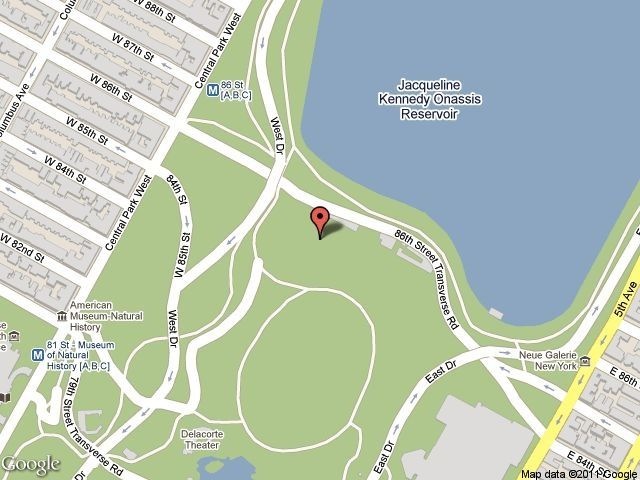 Columbus Ave
W 88th St
Central Park West
W 87th St
W 86th St
86 St
[A,B,C]
Jacqueline
Kennedy Onassis
Reservoir
Columbus Ave
W 85th St
West Dr
W 84th St
84th St
Central Park West
W 85th St
86th Street Transverse Rd
W 82nd St
5th Ave
American
Museum-Natural
History
West Dr
81 St - Museum
of Natural
History [A,B,C]
79th Street Transverse Rd
Neue Galerie
New York
East Dr
E 86th St
Delacorte
Theater
East Dr
E 84th St
Google
Map data ©2011 Google